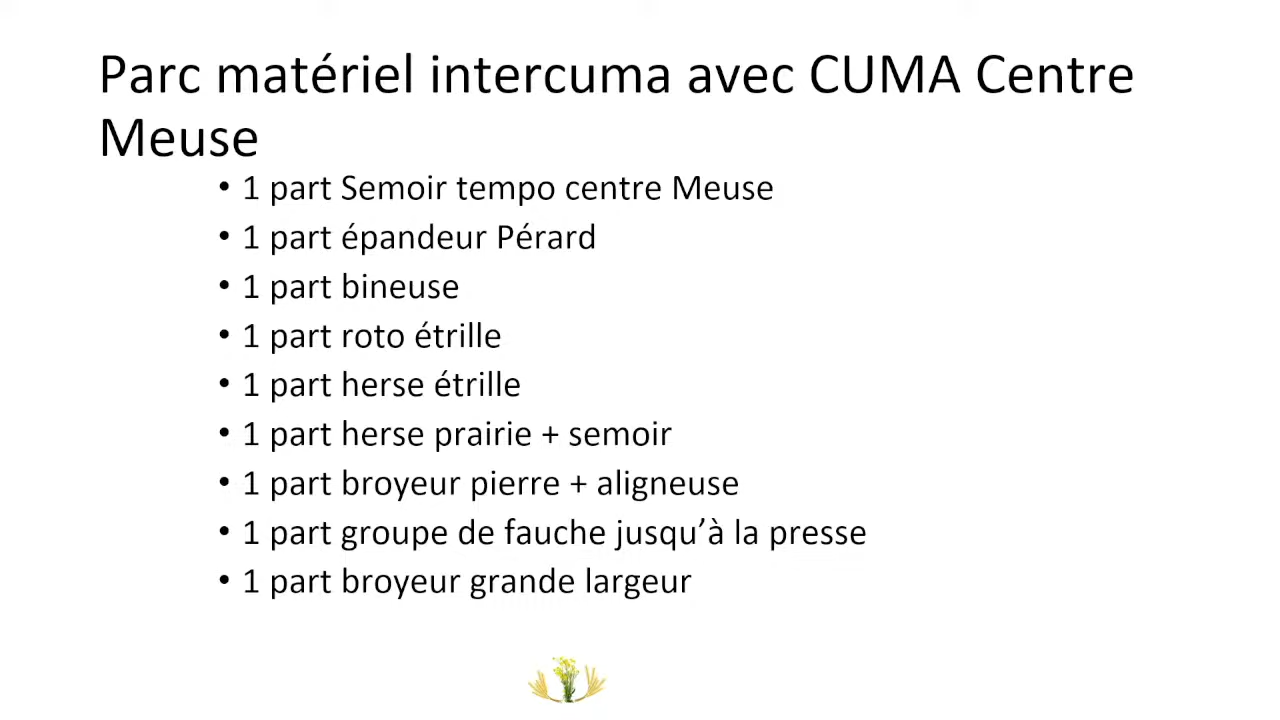 Parc matériel intercuma avec CUMA Centre
Meuse
• 1 part Semoir tempo centre Meuse
• 1 part épandeur Pérard
• 1 part bineuse
• 1 part roto étrille
• 1 part herse étrille
• 1 part herse prairie + semoir
• 1 part broyeur pierre + aligneuse
• 1 part groupe de fauche jusqu’à la presse
• 1 part broyeur grande largeur